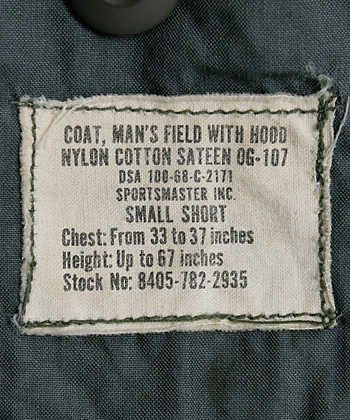 COAT, MAN'S FIELD WITH HOOD
NYLON COTTON SATEEN OG-107
DSA 100-68-C-2171
SPORTSMASTER INC.
SMALL SHORT
Chest: From 33 to 37 inches
Height: Up to 67 inches
Stock No: 8405-782-2935